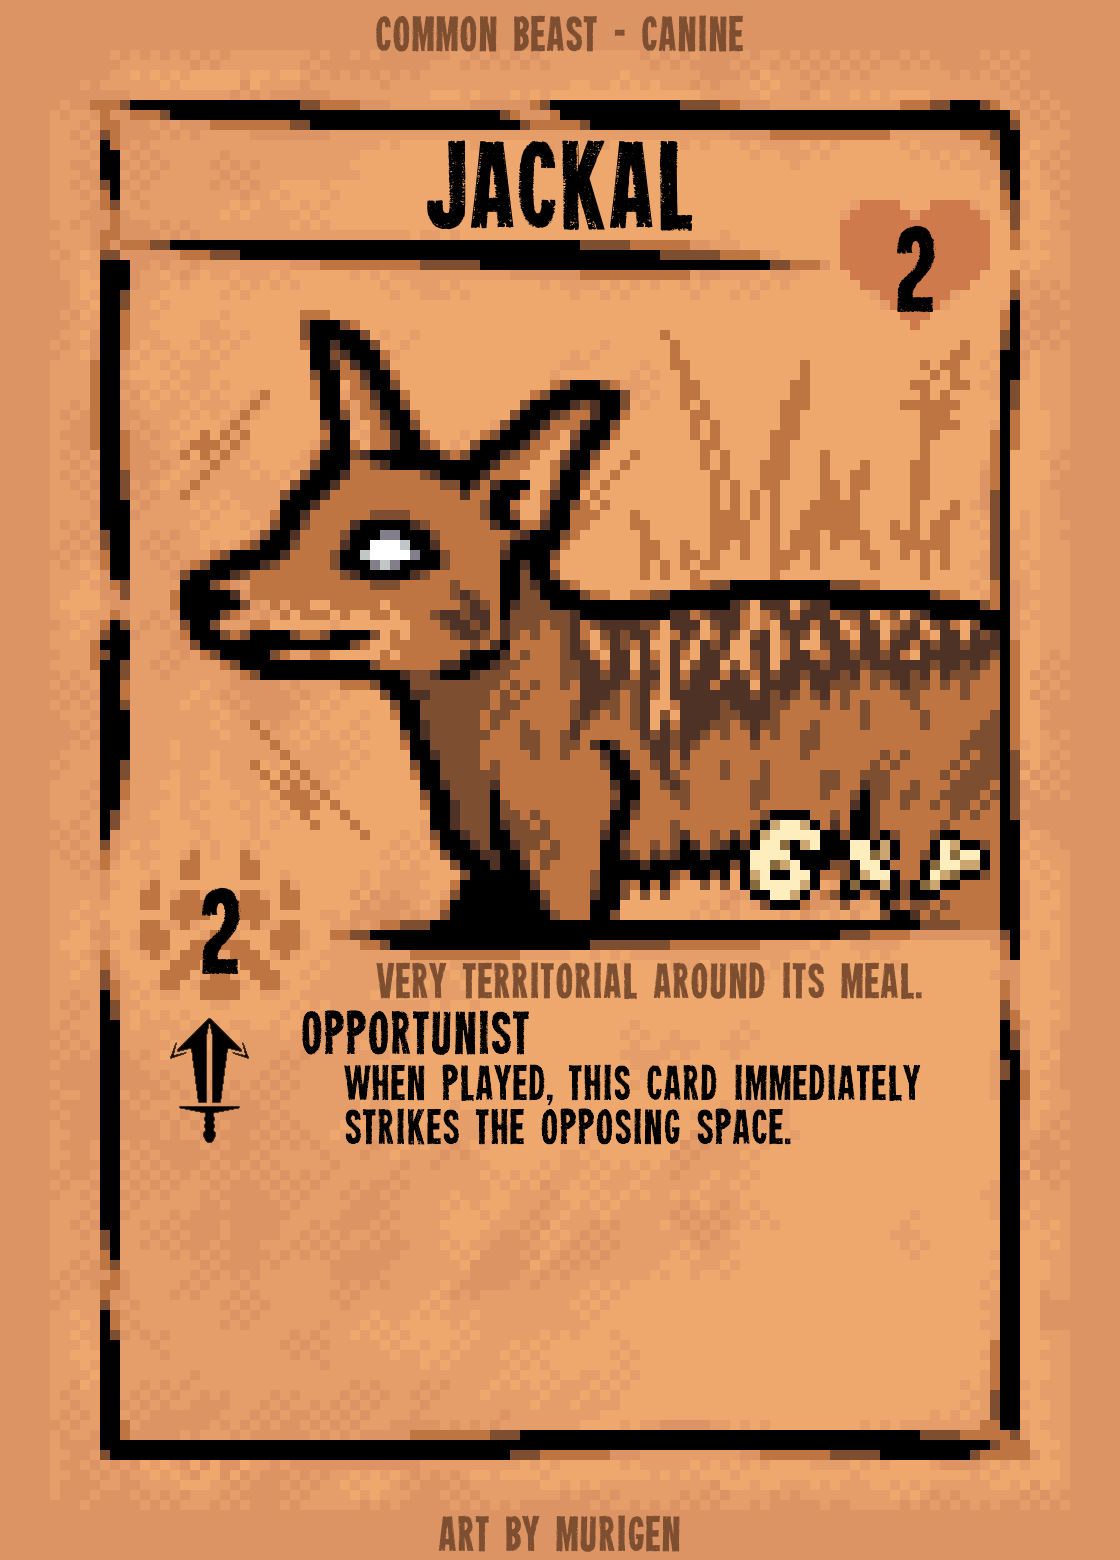 COMMON BEAST - CANINE
JACKAL
2
6 X
2
VERY TERRITORIAL AROUND ITS MEAL.
OPPORTUNIST
WHEN PLAYED, THIS CARD IMMEDIATELY
STRIKES THE OPPOSING SPACE.
ART BY MURIGEN